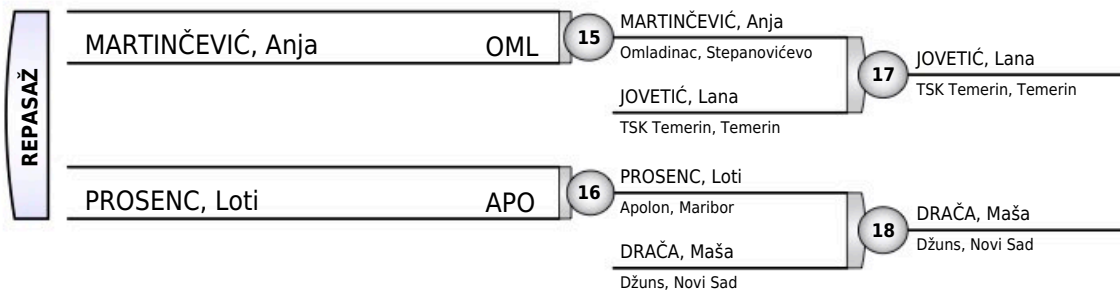 REPASAŽ
MARTINČEVIĆ, Anja OML
15
MARTINČEVIĆ, Anja
Omladinac, Stepanovićevo
JOVETIĆ, Lana
TSK Temerin, Temerin
17
JOVETIĆ, Lana
TSK Temerin, Temerin
PROSENC, Loti APO
16
PROSENC, Loti
Apolon, Maribor
DRAČA, Maša
Džuns, Novi Sad
18
DRAČA, Maša
Džuns, Novi Sad